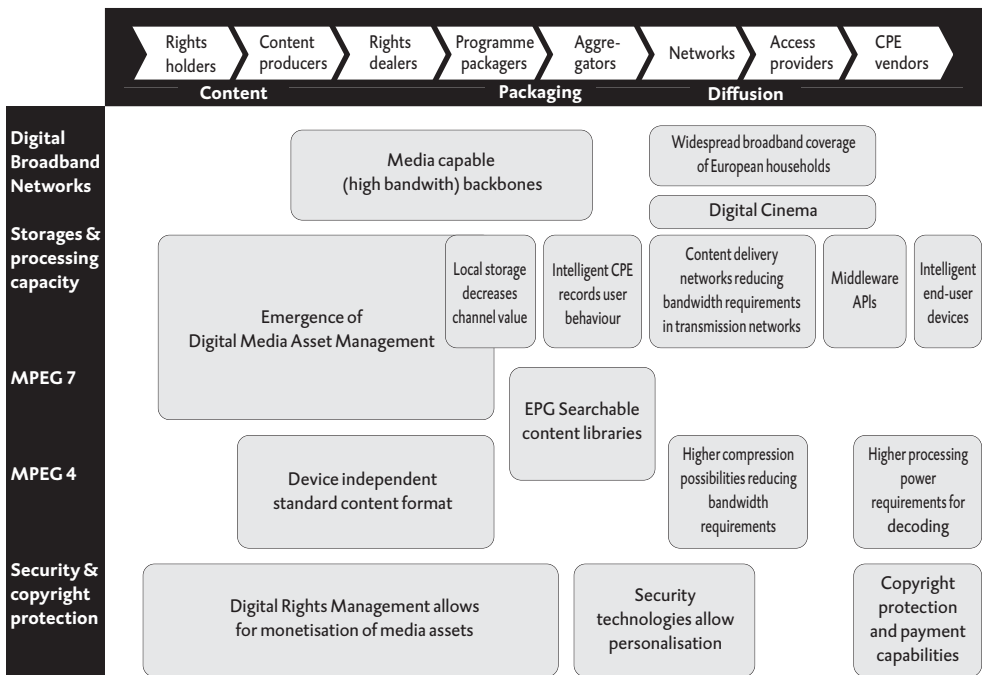 Rights
holders
Content
producers
Rights
dealers
Programme
packagers
Aggre-
gators
Networks
Access
providers
CPE
vendors
Content
Packaging
Diffusion
Digital
Broadband
Networks
Media capable
(high bandwith) backbones
Widespread broadband coverage
of European households
Digital Cinema
Storages &
processing
capacity
Emergence of
Digital Media Asset Management
Local storage
decreases
channel value
Intelligent CPE
records user
behaviour
Content delivery
networks reducing
bandwidth requirements
in transmission networks
Middleware
APIs
Intelligent
end-user
devices
MPEG 7
EPG Searchable
content libraries
MPEG 4
Device independent
standard content format
Higher compression
possibilities reducing
bandwidth
requirements
Higher processing
power
requirements for
decoding
Security &
copyright
protection
Digital Rights Management allows
for monetisation of media assets
Security
technologies allow
personalisation
Copyright
protection
and payment
capabilities